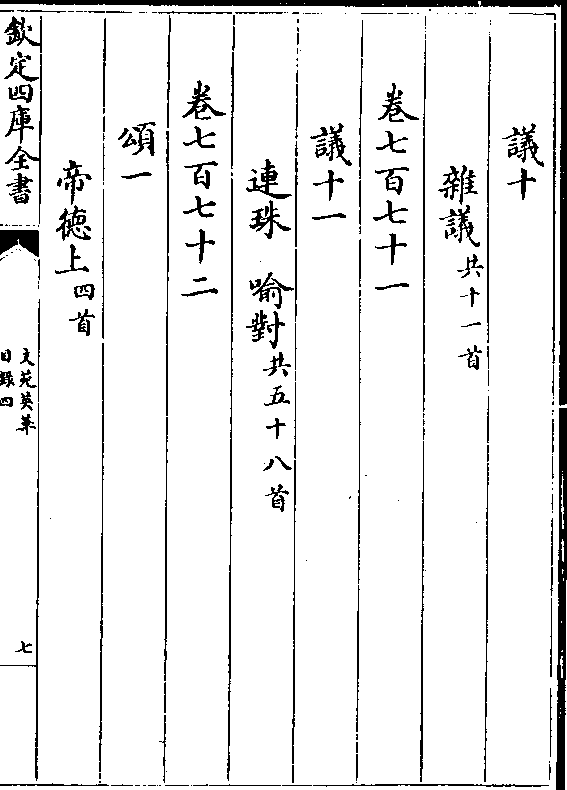 議十
雜議共十一首
卷七百七十一
議十一
連珠 喻對共五十八首
卷七百七十二
頌一
帝德上四首
欽定四庫全書
文苑英華
目錄四
七